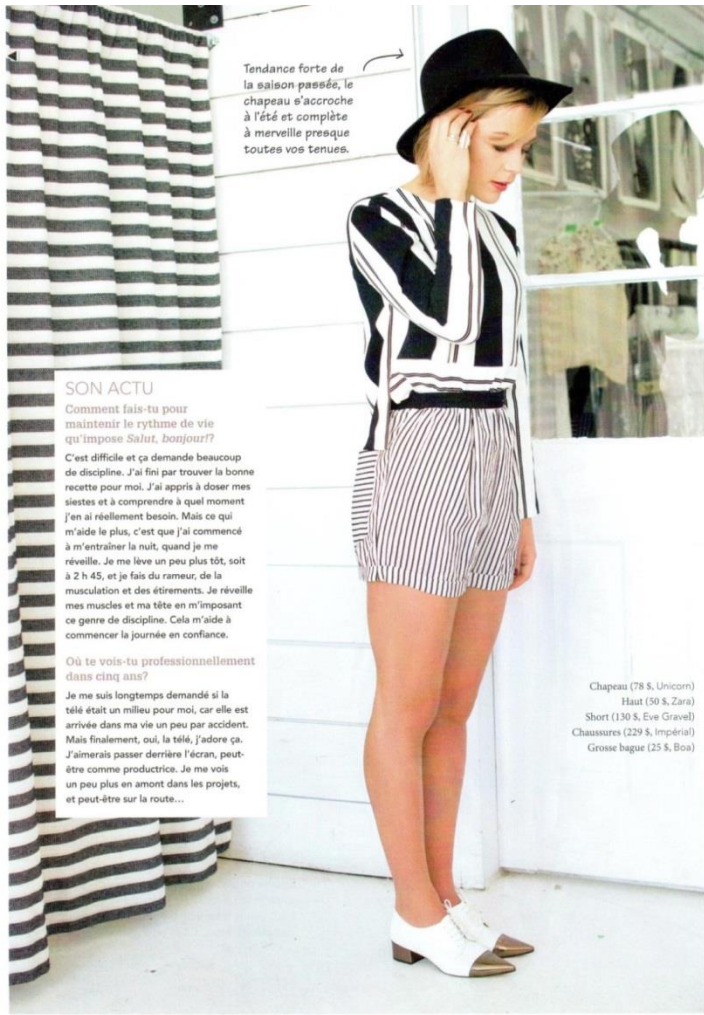 Tendance forte de
la saison passée, le
chapeau s'accroche
à l'été et complète
à merveille presque
toutes vos tenues.
SON ACTU
Comment fais-tu pour
maintenir le rythme de vie
qu'impose Salut, bonjour!?
C'est difficile et ça demande beaucoup
de discipline. J'ai fini par trouver la bonne
recette pour moi. J'ai appris à doser mes
siestes et à comprendre à quel moment
j'en ai réellement besoin. Mais ce qui
m'aide le plus, c'est que j'ai commencé
à m'entraîner la nuit, quand je me
réveille. Je me lève un peu plus tôt, soit
à 2 h 45, et je fais du rameur, de la
musculation et des étirements. Je réveille
mes muscles et ma tête en m'imposant
ce genre de discipline. Cela m'aide à
commencer la journée en confiance.
Où te vois-tu professionnellement
dans cinq ans?
Je me suis longtemps demandé si la
télé était un milieu pour moi, car elle est
arrivée dans ma vie un peu par accident.
Mais finalement, oui, la télé, j'adore ça.
J'aimerais passer derrière l'écran, peut-
être comme productrice. Je me vois
un peu plus en amont dans les projets,
et peut-être sur la route…
Chapeau (78 $, Unicorn)
Haut (50 $, Zara)
Short (130 $, Eve Gravel)
Chaussures (229 $, Impérial)
Grosse bague (25 $, Boa)